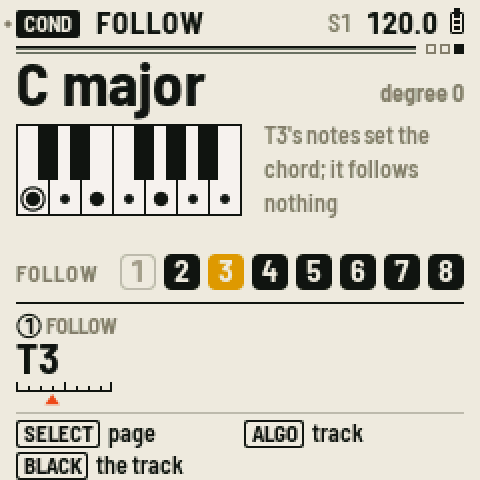 COND FOLLOW S1 120.0
C major degree 0
T3's notes set the
chord; it follows
nothing
FOLLOW 1 2 3 4 5 6 7 8
1 FOLLOW
T3
SELECT page ALGO track
BLACK the track